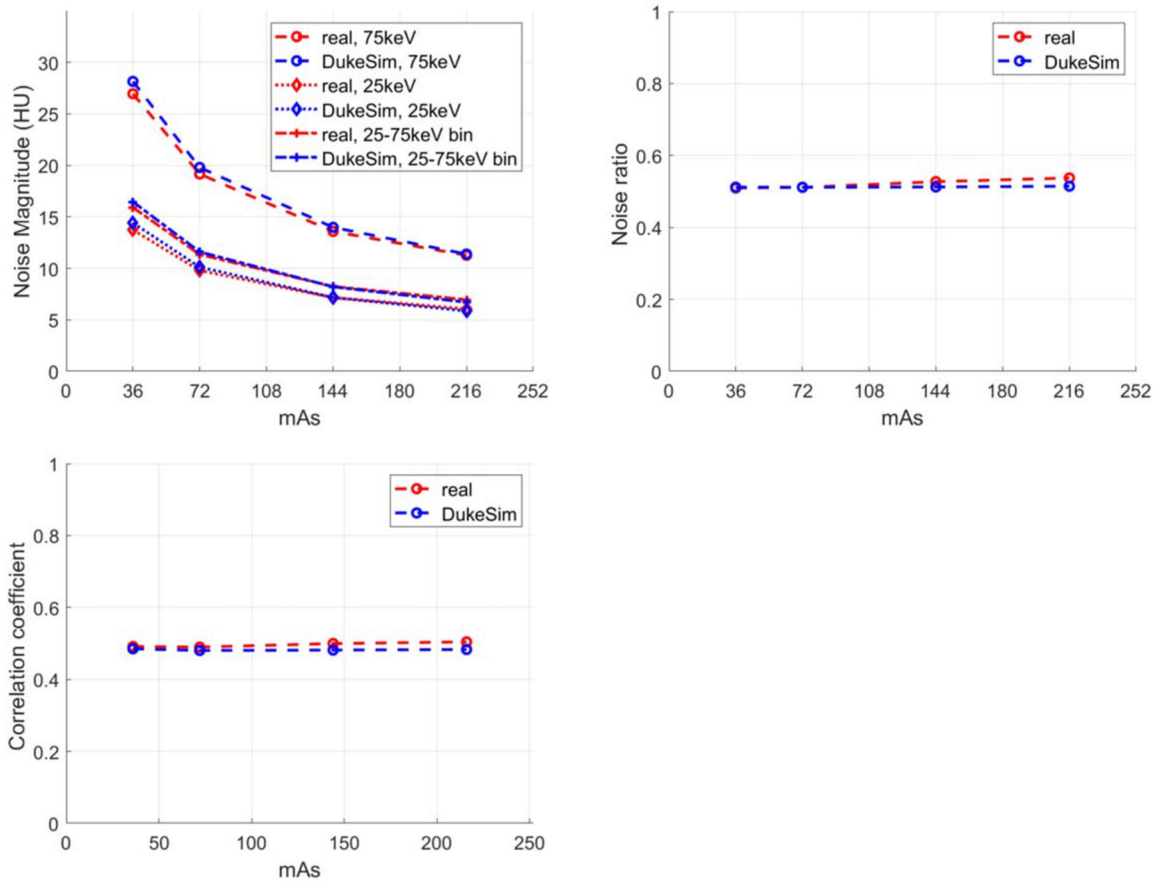 Noise Magnitude (HU)
30
25
20
15
10
5
0
0 36 72 108 144 180 216 252
mAs
real, 75keV
DukeSim, 75keV
real, 25keV
DukeSim, 25keV
real, 25-75keV bin
DukeSim, 25-75keV bin
Noise ratio
1
0.8
0.6
0.4
0.2
0
0 36 72 108 144 180 216 252
mAs
real
DukeSim
Correlation coefficient
1
0.8
0.6
0.4
0.2
0
0 50 100 150 200 250
mAs
real
DukeSim